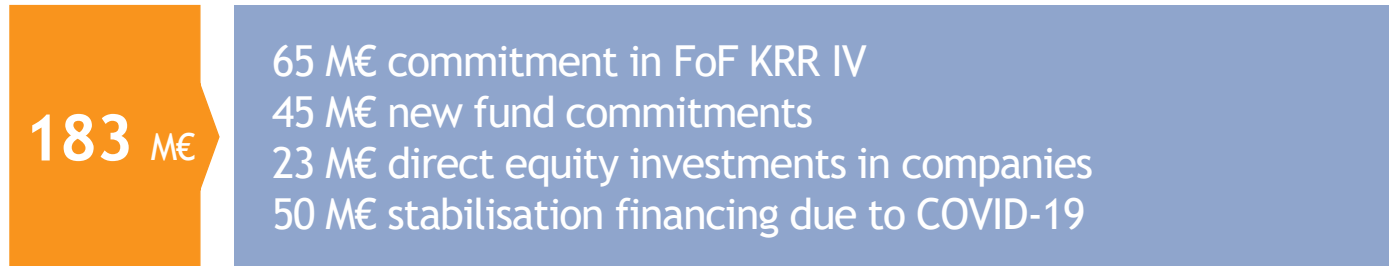 183 M€
65 M€ commitment in FoF KRR IV
45 M€ new fund commitments
23 M€ direct equity investments in companies
50 M€ stabilisation financing due to COVID-19